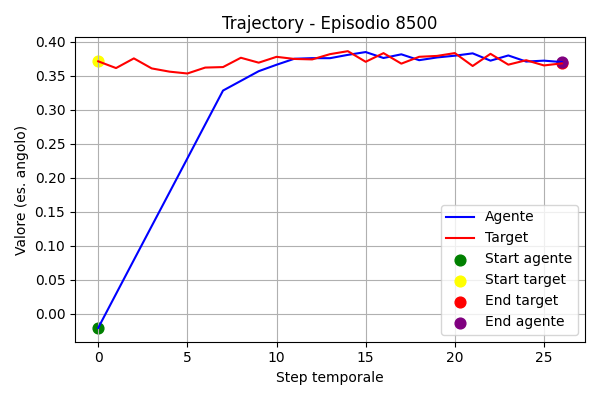 Trajectory - Episodio 8500
Valore (es. angolo)
0.40
0.35
0.30
0.25
0.20
0.15
0.10
0.05
0.00
Agente
Target
Start agente
Start target
End target
End agente
0 5 10 15 20 25
Step temporale